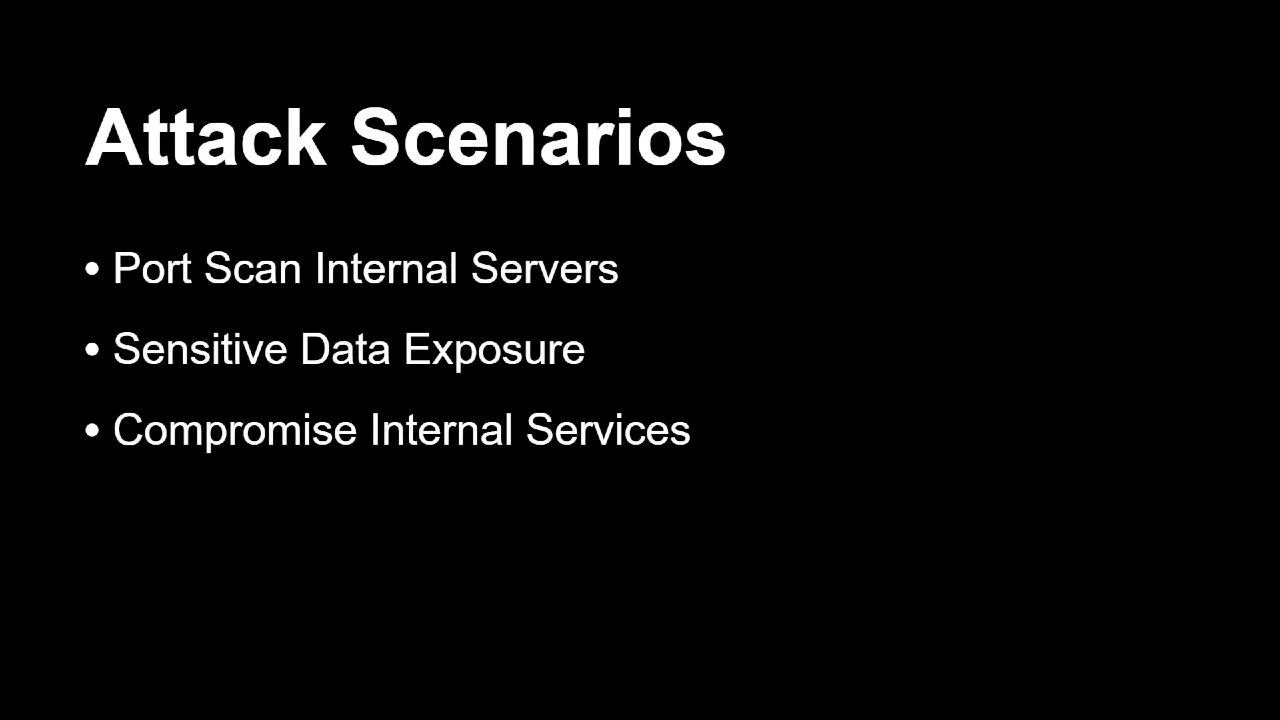 Attack Scenarios
• Port Scan Internal Servers
• Sensitive Data Exposure
• Compromise Internal Services